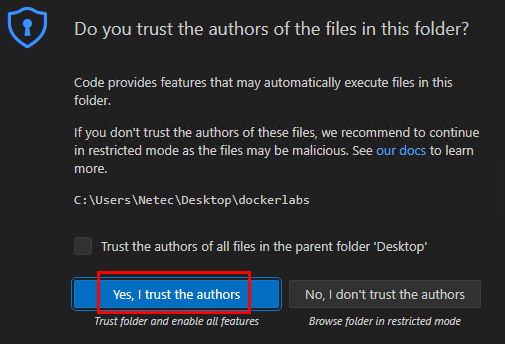 Do you trust the authors of the files in this folder?
Code provides features that may automatically execute files in this
folder.
If you don't trust the authors of these files, we recommend to continue
in restricted mode as the files may be malicious. See our docs to learn
more.
C:\Users\Netec\Desktop\dockerlabs
Trust the authors of all files in the parent folder 'Desktop'
Yes, I trust the authors
No, I don't trust the authors
Trust folder and enable all features
Browse folder in restricted mode